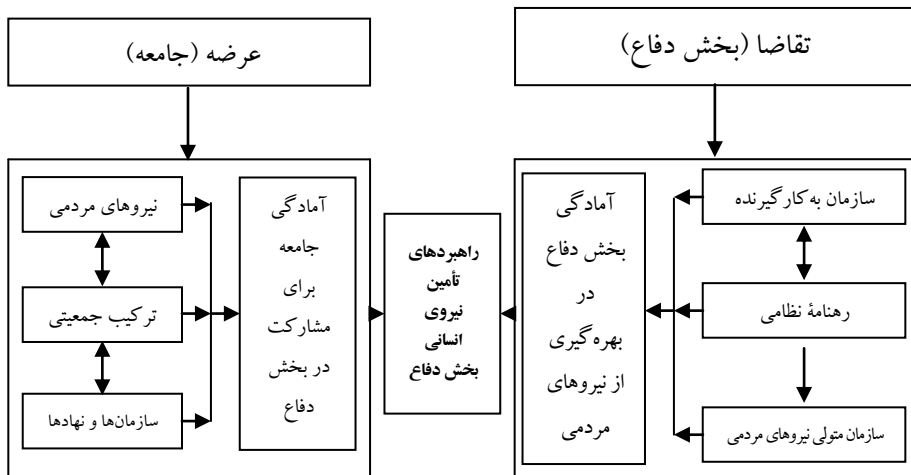 تقاضا (بخش دفاع)
عرضه (جامعه)
سازمان به کارگیرنده
رهنامهٔ نظامی
سازمان متولی نیروهای مردمی
آمادگی
بخش دفاع
در
بهره‌گیری
از نیروهای
مردمی
راهبردهای
تأمین
نیروی
انسانی
بخش دفاع
آمادگی
جامعه
برای
مشارکت
در بخش
دفاع
نیروهای مردمی
ترکیب جمعیتی
سازمان‌ها و نهادها